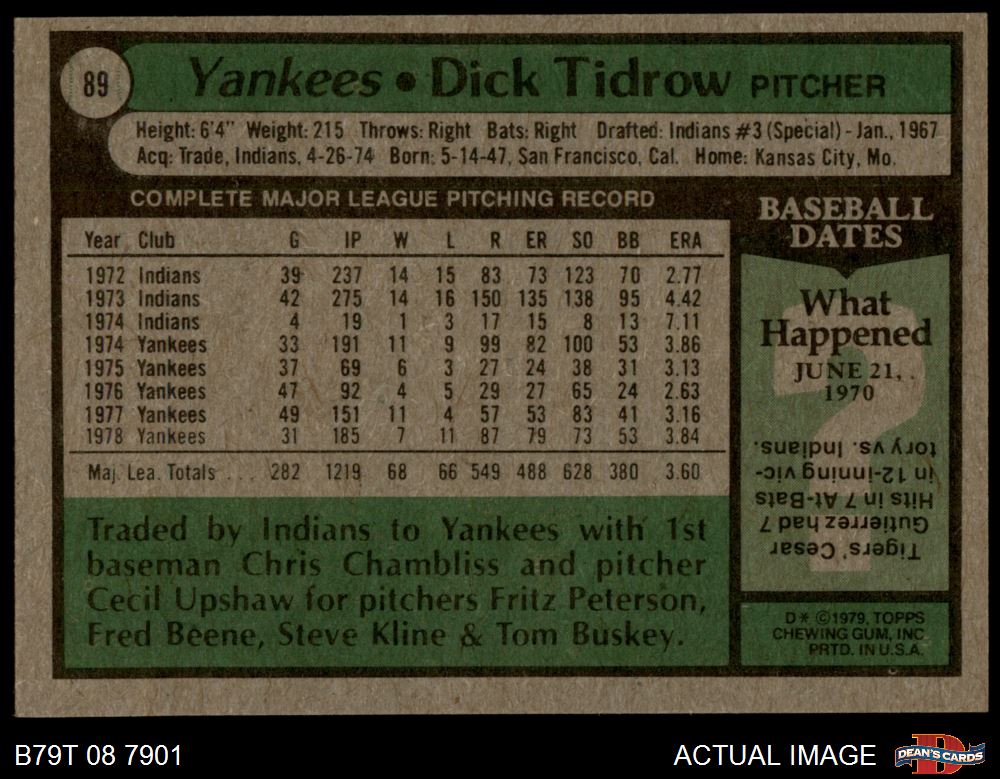 89
Yankees • Dick Tidrow PITCHER
Height: 6'4" Weight: 215 Throws: Right Bats: Right Drafted: Indians #3 (Special) - Jan., 1967
Acq: Trade, Indians, 4-26-74 Born: 5-14-47, San Francisco, Cal. Home: Kansas City, Mo.
COMPLETE MAJOR LEAGUE PITCHING RECORD
Year Club G IP W L R ER SO BB ERA
1972 Indians 39 237 14 15 83 73 123 70 2.77
1973 Indians 42 275 14 16 150 135 138 95 4.42
1974 Indians 4 19 1 3 17 15 8 13 7.11
1974 Yankees 33 191 11 9 99 82 100 53 3.86
1975 Yankees 37 69 6 3 27 24 38 31 3.13
1976 Yankees 47 92 4 5 29 27 65 24 2.63
1977 Yankees 49 151 11 4 57 53 83 41 3.16
1978 Yankees 31 185 7 11 87 79 73 53 3.84
Maj. Lea. Totals . . . 282 1219 68 66 549 488 628 380 3.60
Traded by Indians to Yankees with 1st
baseman Chris Chambliss and pitcher
Cecil Upshaw for pitchers Fritz Peterson,
Fred Beene, Steve Kline & Tom Buskey.
BASEBALL
DATES
What
Happened
JUNE 21,
1970
Tigers' Cesar
Gutierrez had 7
Hits in 7 At-Bats
in 12-inning vic-
tory vs. Indians.
D* ©1979, TOPPS
CHEWING GUM, INC.
PRTD. IN U.S.A.
B79T 08 7901
ACTUAL IMAGE
DEAN'S CARDS